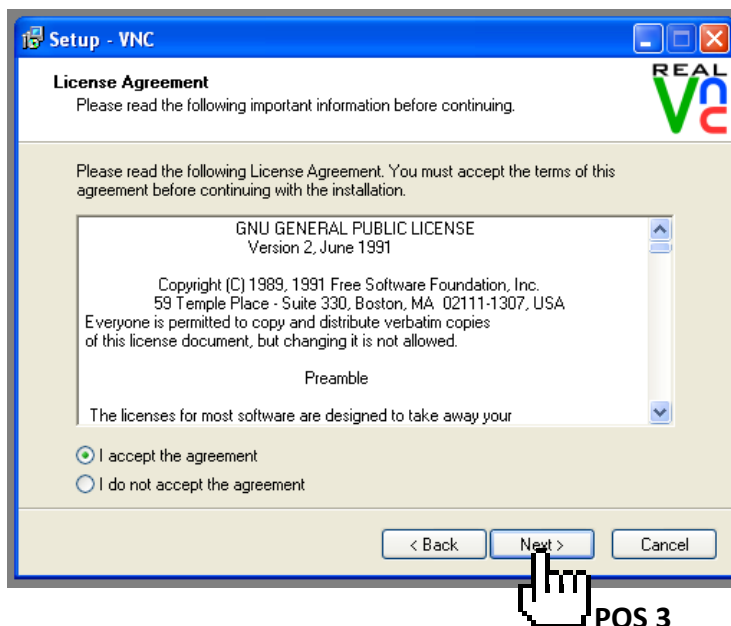 Setup - VNC
REAL
VNC
License Agreement
Please read the following important information before continuing.
Please read the following License Agreement. You must accept the terms of this
agreement before continuing with the installation.
GNU GENERAL PUBLIC LICENSE
Version 2, June 1991
Copyright (C) 1989, 1991 Free Software Foundation, Inc.
59 Temple Place - Suite 330, Boston, MA 02111-1307, USA
Everyone is permitted to copy and distribute verbatim copies
of this license document, but changing it is not allowed.
Preamble
The licenses for most software are designed to take away your
I accept the agreement
I do not accept the agreement
< Back Next > Cancel
POS 3